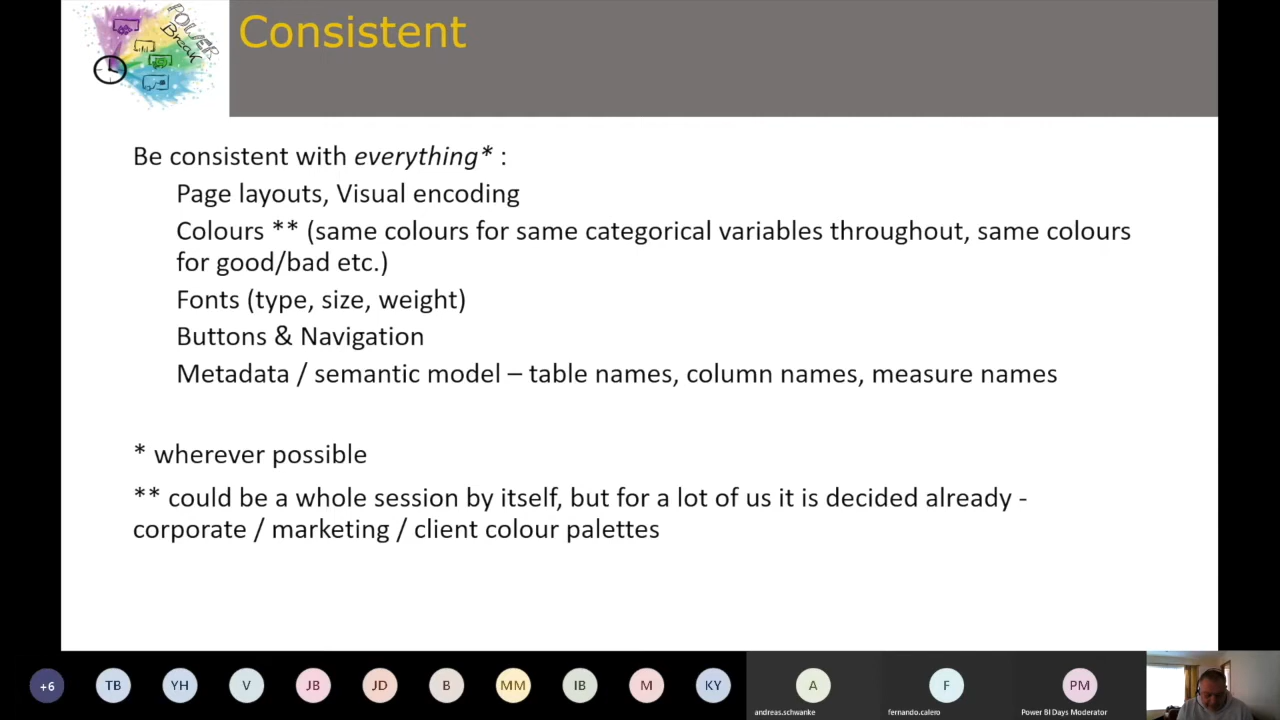 POWER
Break
Consistent
Be consistent with everything* :
Page layouts, Visual encoding
Colours ** (same colours for same categorical variables throughout, same colours
for good/bad etc.)
Fonts (type, size, weight)
Buttons & Navigation
Metadata / semantic model – table names, column names, measure names
* wherever possible
** could be a whole session by itself, but for a lot of us it is decided already -
corporate / marketing / client colour palettes
+6 TB YH V JB JD B MM IB M KY A F PM
andreas.schwanke fernando.calero Power BI Days Moderator